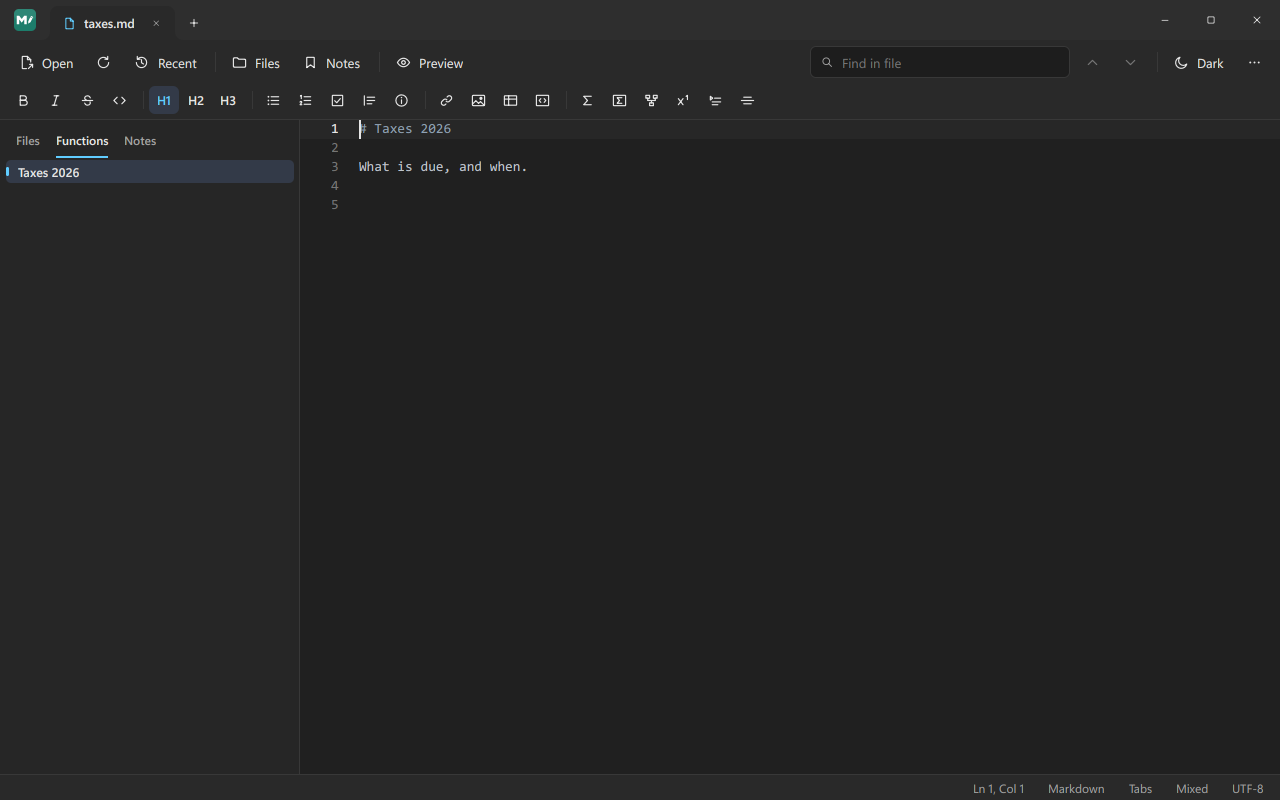 M
taxes.md
Open Recent Files Notes Preview Find in file Dark
B I S <> H1 H2 H3 Σ Σ x¹
Files Functions Notes
Taxes 2026
1 # Taxes 2026
2
3 What is due, and when.
4
5
Ln 1, Col 1 Markdown Tabs Mixed UTF-8